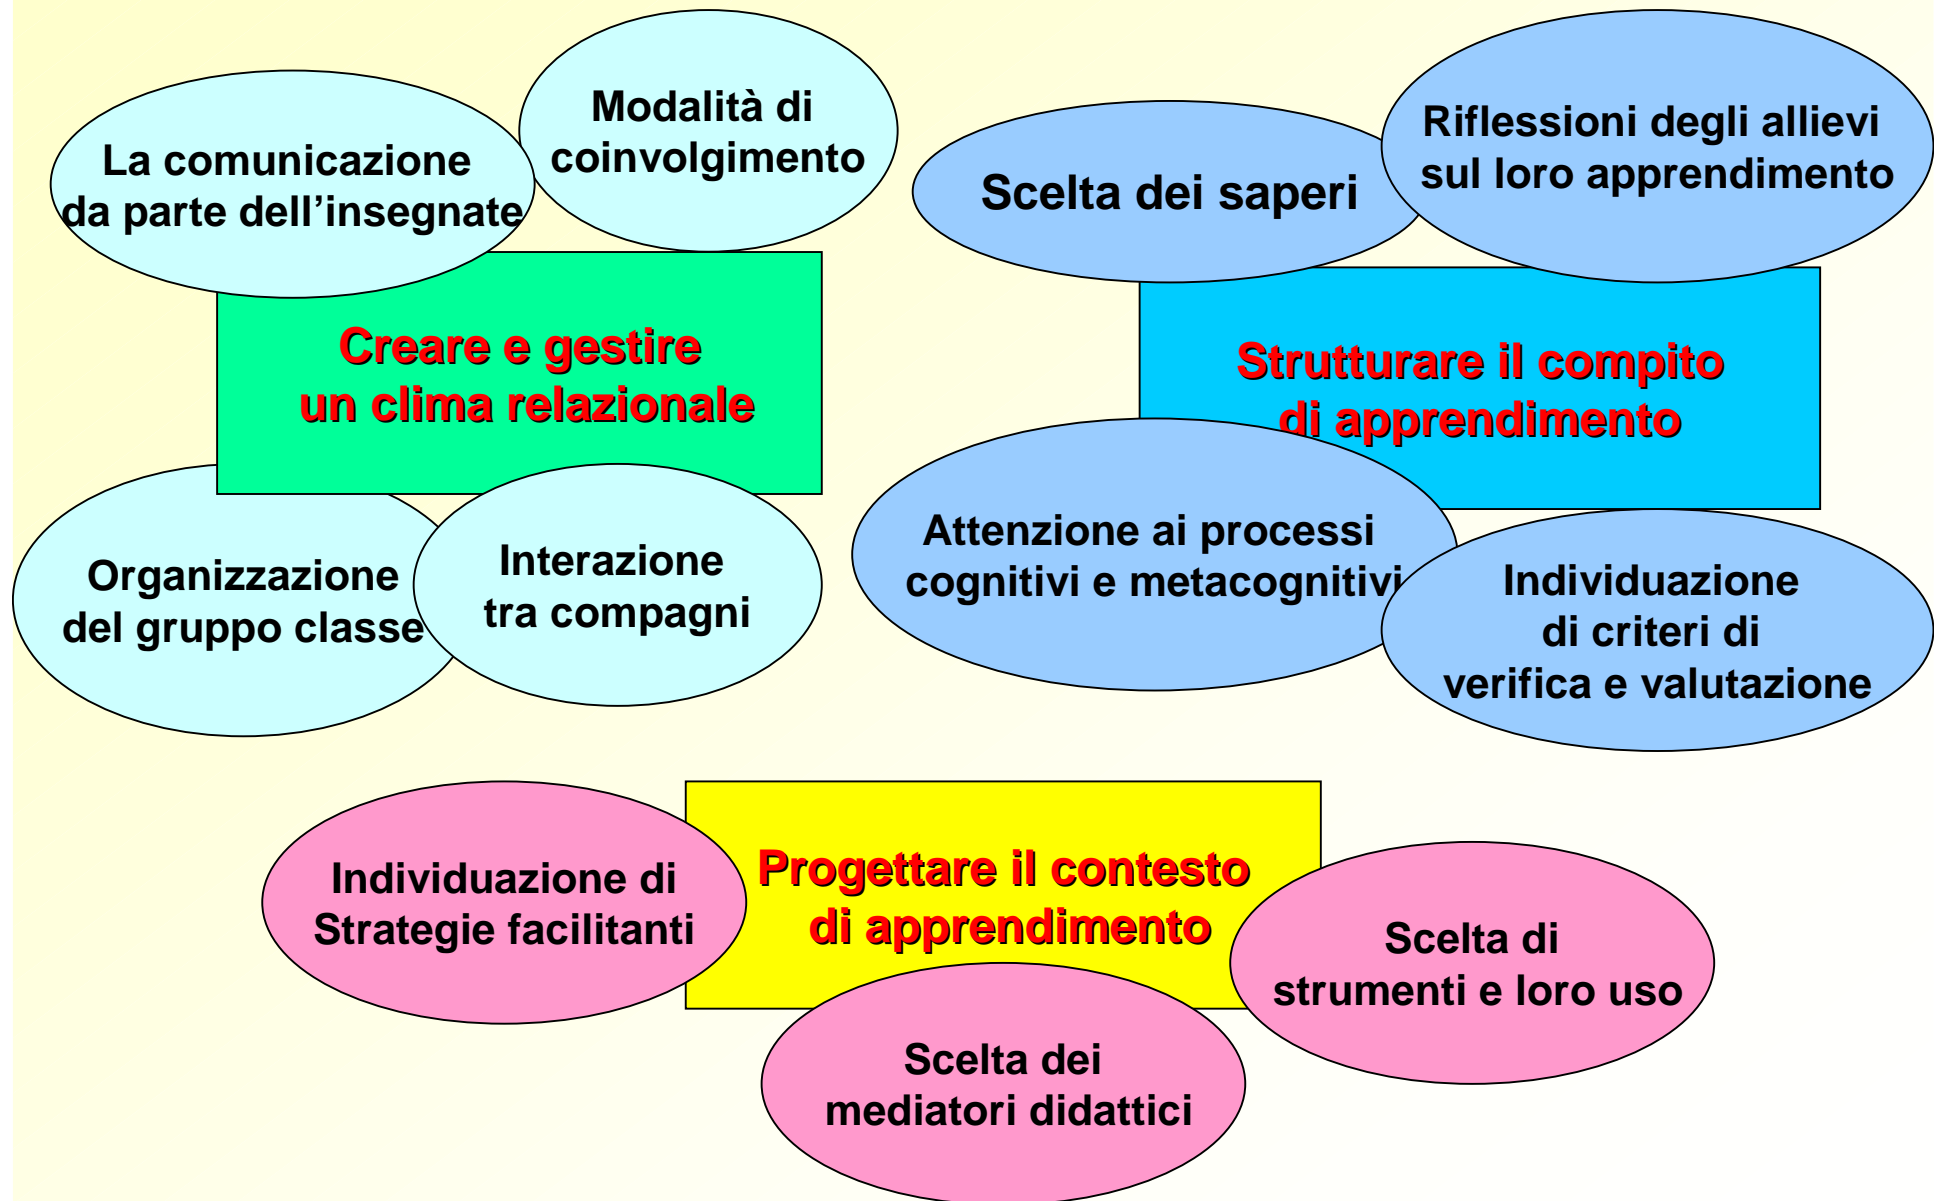 La comunicazione
da parte dell’insegnate
Modalità di
coinvolgimento
Creare e gestire
un clima relazionale
Organizzazione
del gruppo classe
Interazione
tra compagni
Scelta dei saperi
Riflessioni degli allievi
sul loro apprendimento
Strutturare il compito
di apprendimento
Attenzione ai processi
cognitivi e metacognitivi
Individuazione
di criteri di
verifica e valutazione
Individuazione di
Strategie facilitanti
Progettare il contesto
di apprendimento
Scelta di
strumenti e loro uso
Scelta dei
mediatori didattici